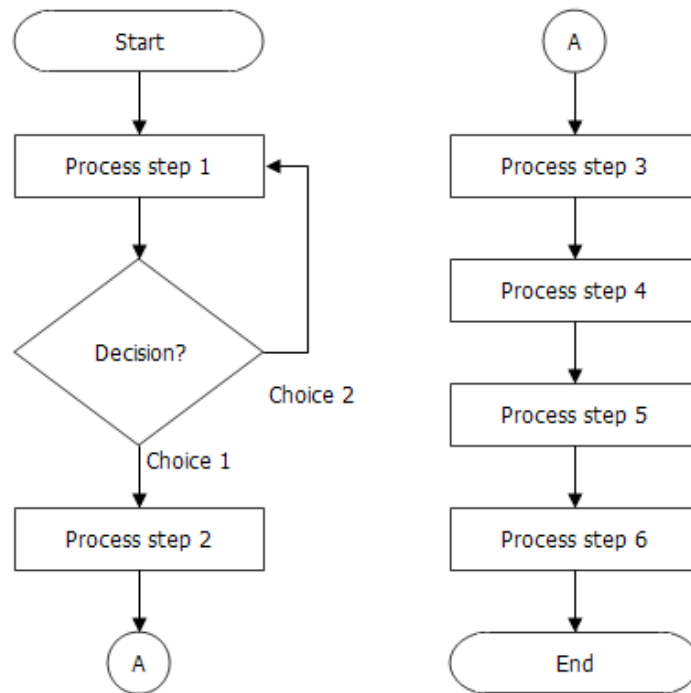 Start
Process step 1
Decision?
Choice 2
Choice 1
Process step 2
A
A
Process step 3
Process step 4
Process step 5
Process step 6
End